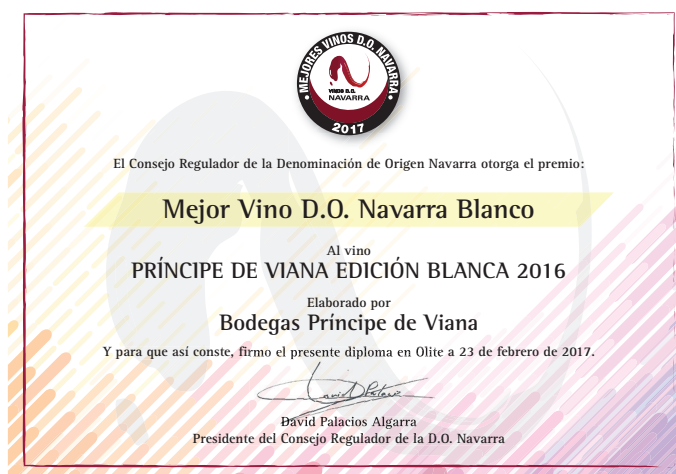 MEJORES VINOS D.O. NAVARRA
VINOS D.O.
NAVARRA
2017
El Consejo Regulador de la Denominación de Origen Navarra otorga el premio:
Mejor Vino D.O. Navarra Blanco
Al vino
PRÍNCIPE DE VIANA EDICIÓN BLANCA 2016
Elaborado por
Bodegas Príncipe de Viana
Y para que así conste, firmo el presente diploma en Olite a 23 de febrero de 2017.
David Palacios Algarra
Presidente del Consejo Regulador de la D.O. Navarra